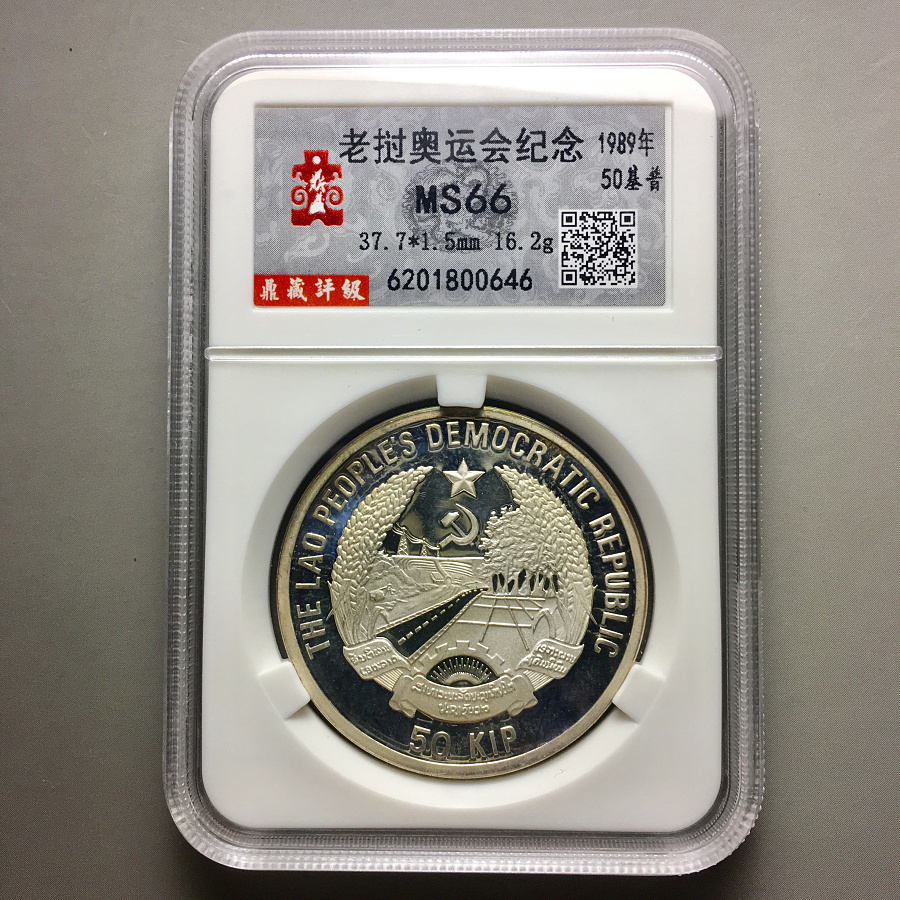 老挝奥运会纪念 1989年
50基普
MS66
37.7*1.5mm 16.2g
鼎藏評級 6201800646
THE LAO PEOPLE'S DEMOCRATIC REPUBLIC
50 KIP